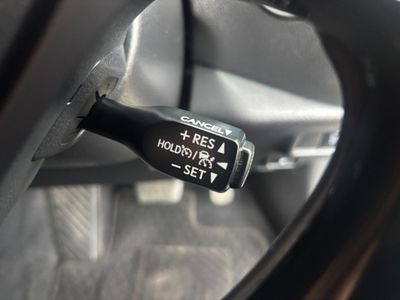 CANCEL ▼
+ RES ▲
HOLD / ◄
− SET ▼